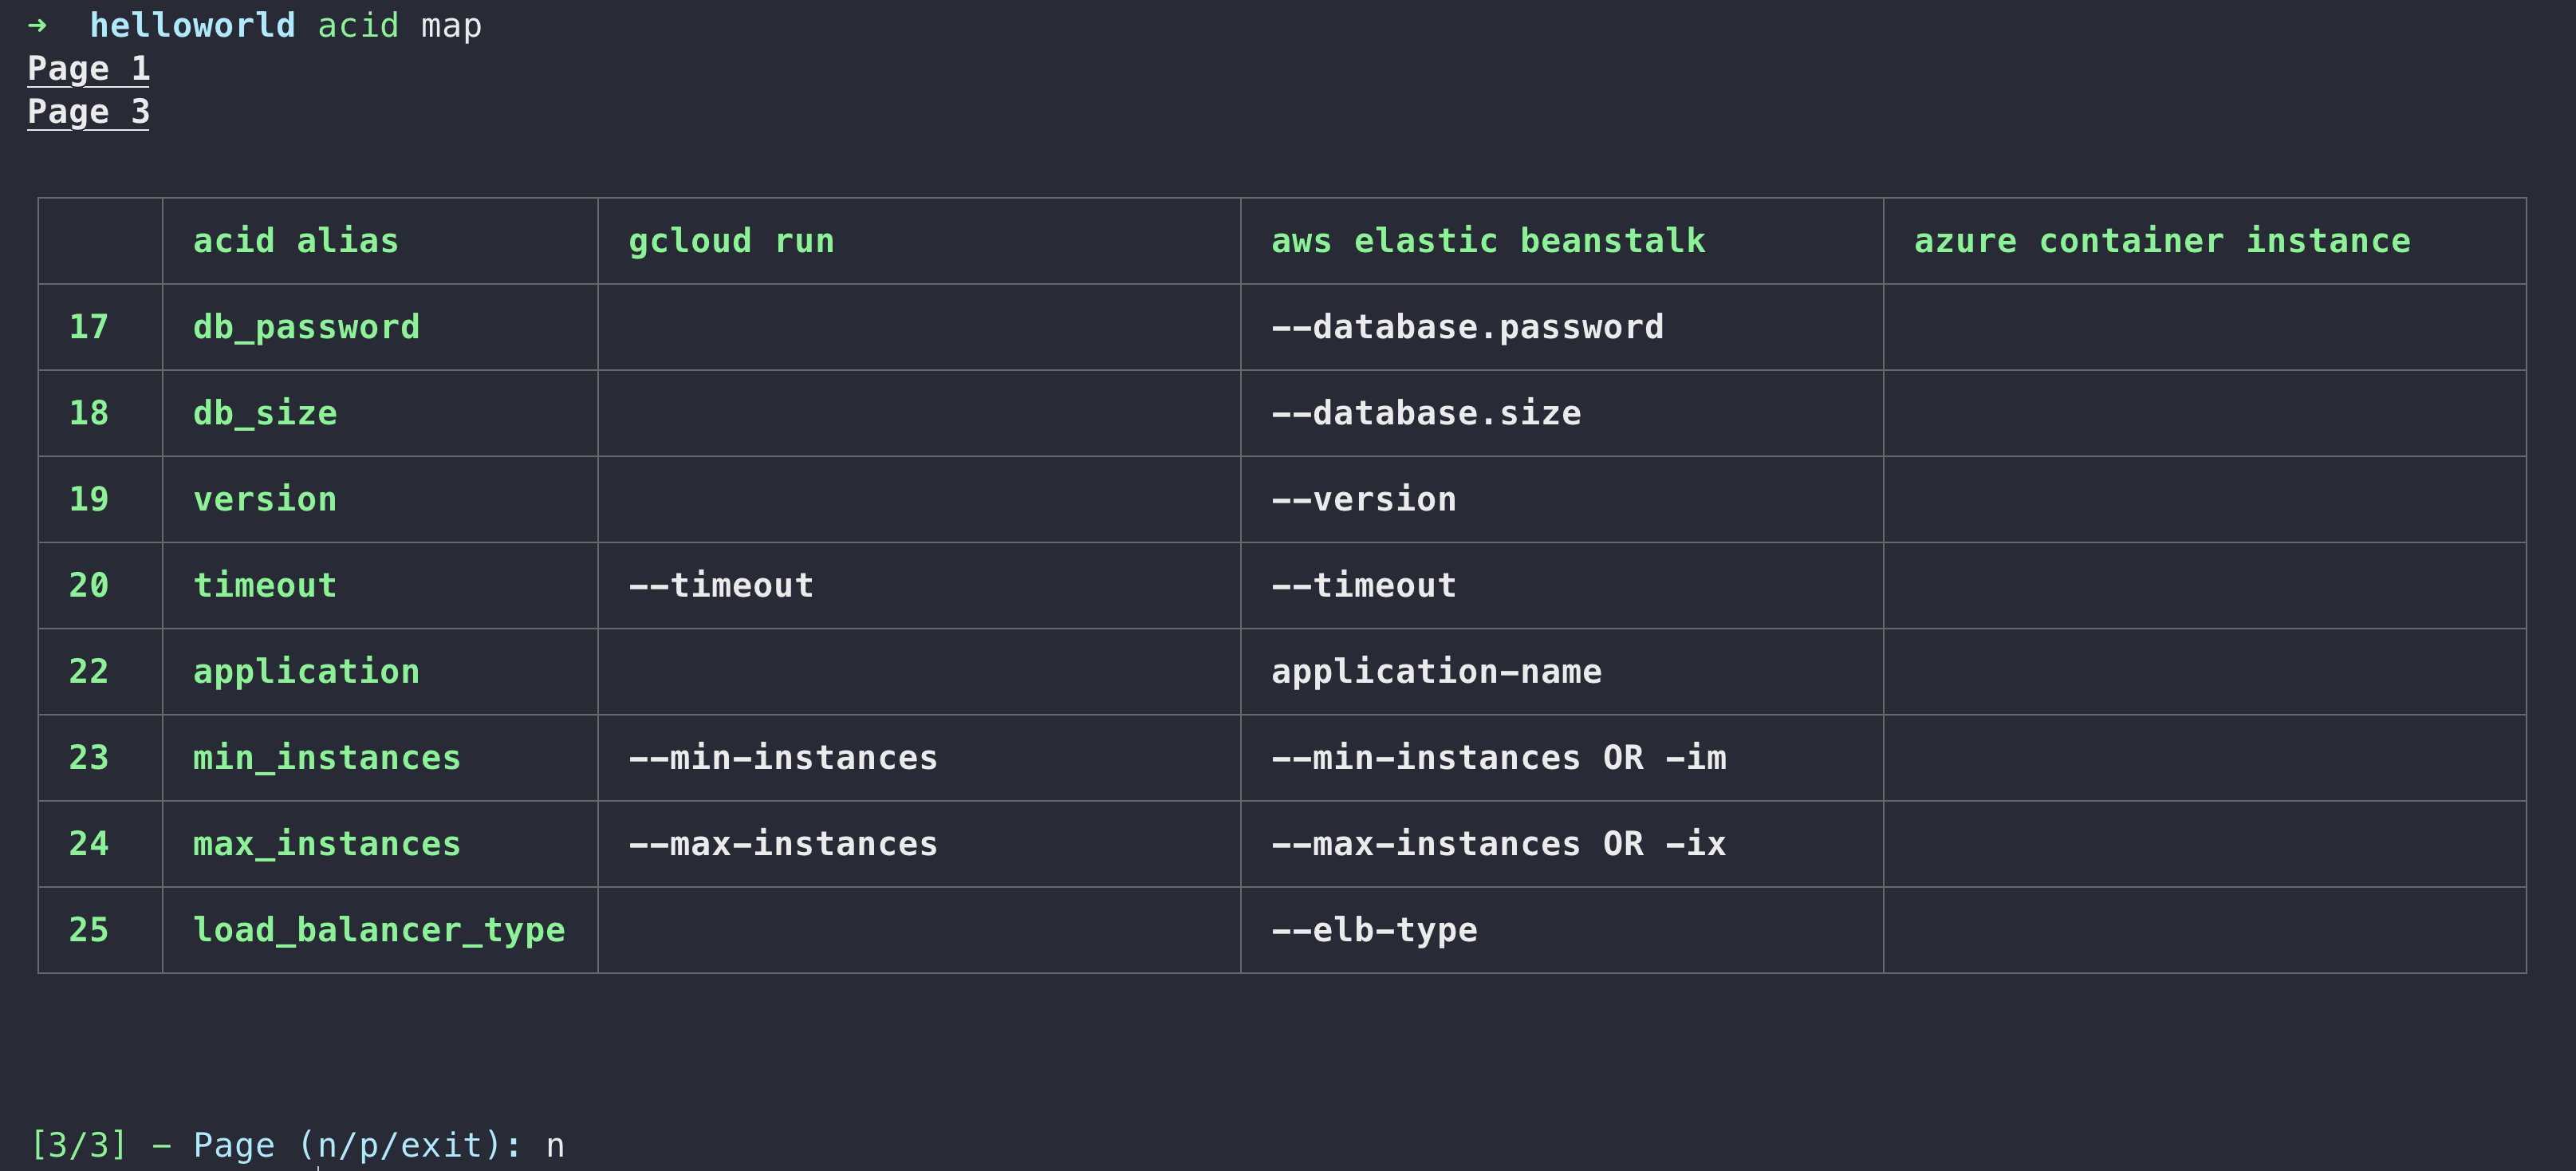 ➜ helloworld acid map
Page 1
Page 3
acid alias gcloud run aws elastic beanstalk azure container instance
17 db_password --database.password
18 db_size --database.size
19 version --version
20 timeout --timeout --timeout
22 application application-name
23 min_instances --min-instances --min-instances OR -im
24 max_instances --max-instances --max-instances OR -ix
25 load_balancer_type --elb-type
[3/3] - Page (n/p/exit): n